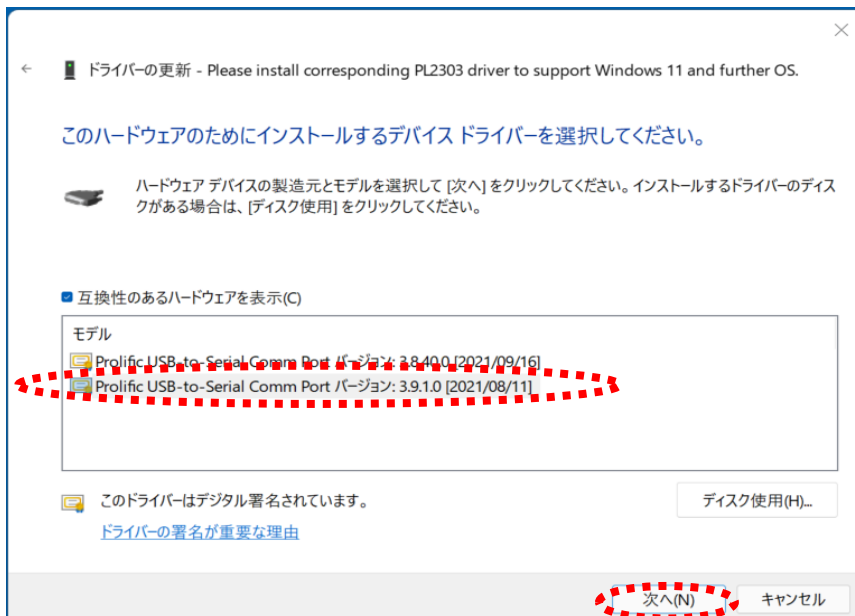 ドライバーの更新 - Please install corresponding PL2303 driver to support Windows 11 and further OS.
このハードウェアのためにインストールするデバイス ドライバーを選択してください。
ハードウェア デバイスの製造元とモデルを選択して [次へ] をクリックしてください。インストールするドライバーのディス
クがある場合は、[ディスク使用] をクリックしてください。
互換性のあるハードウェアを表示(C)
モデル
Prolific USB-to-Serial Comm Port バージョン: 3.8.40.0 [2021/09/16]
Prolific USB-to-Serial Comm Port バージョン: 3.9.1.0 [2021/08/11]
このドライバーはデジタル署名されています。
ディスク使用(H)...
ドライバーの署名が重要な理由
次へ(N)
キャンセル